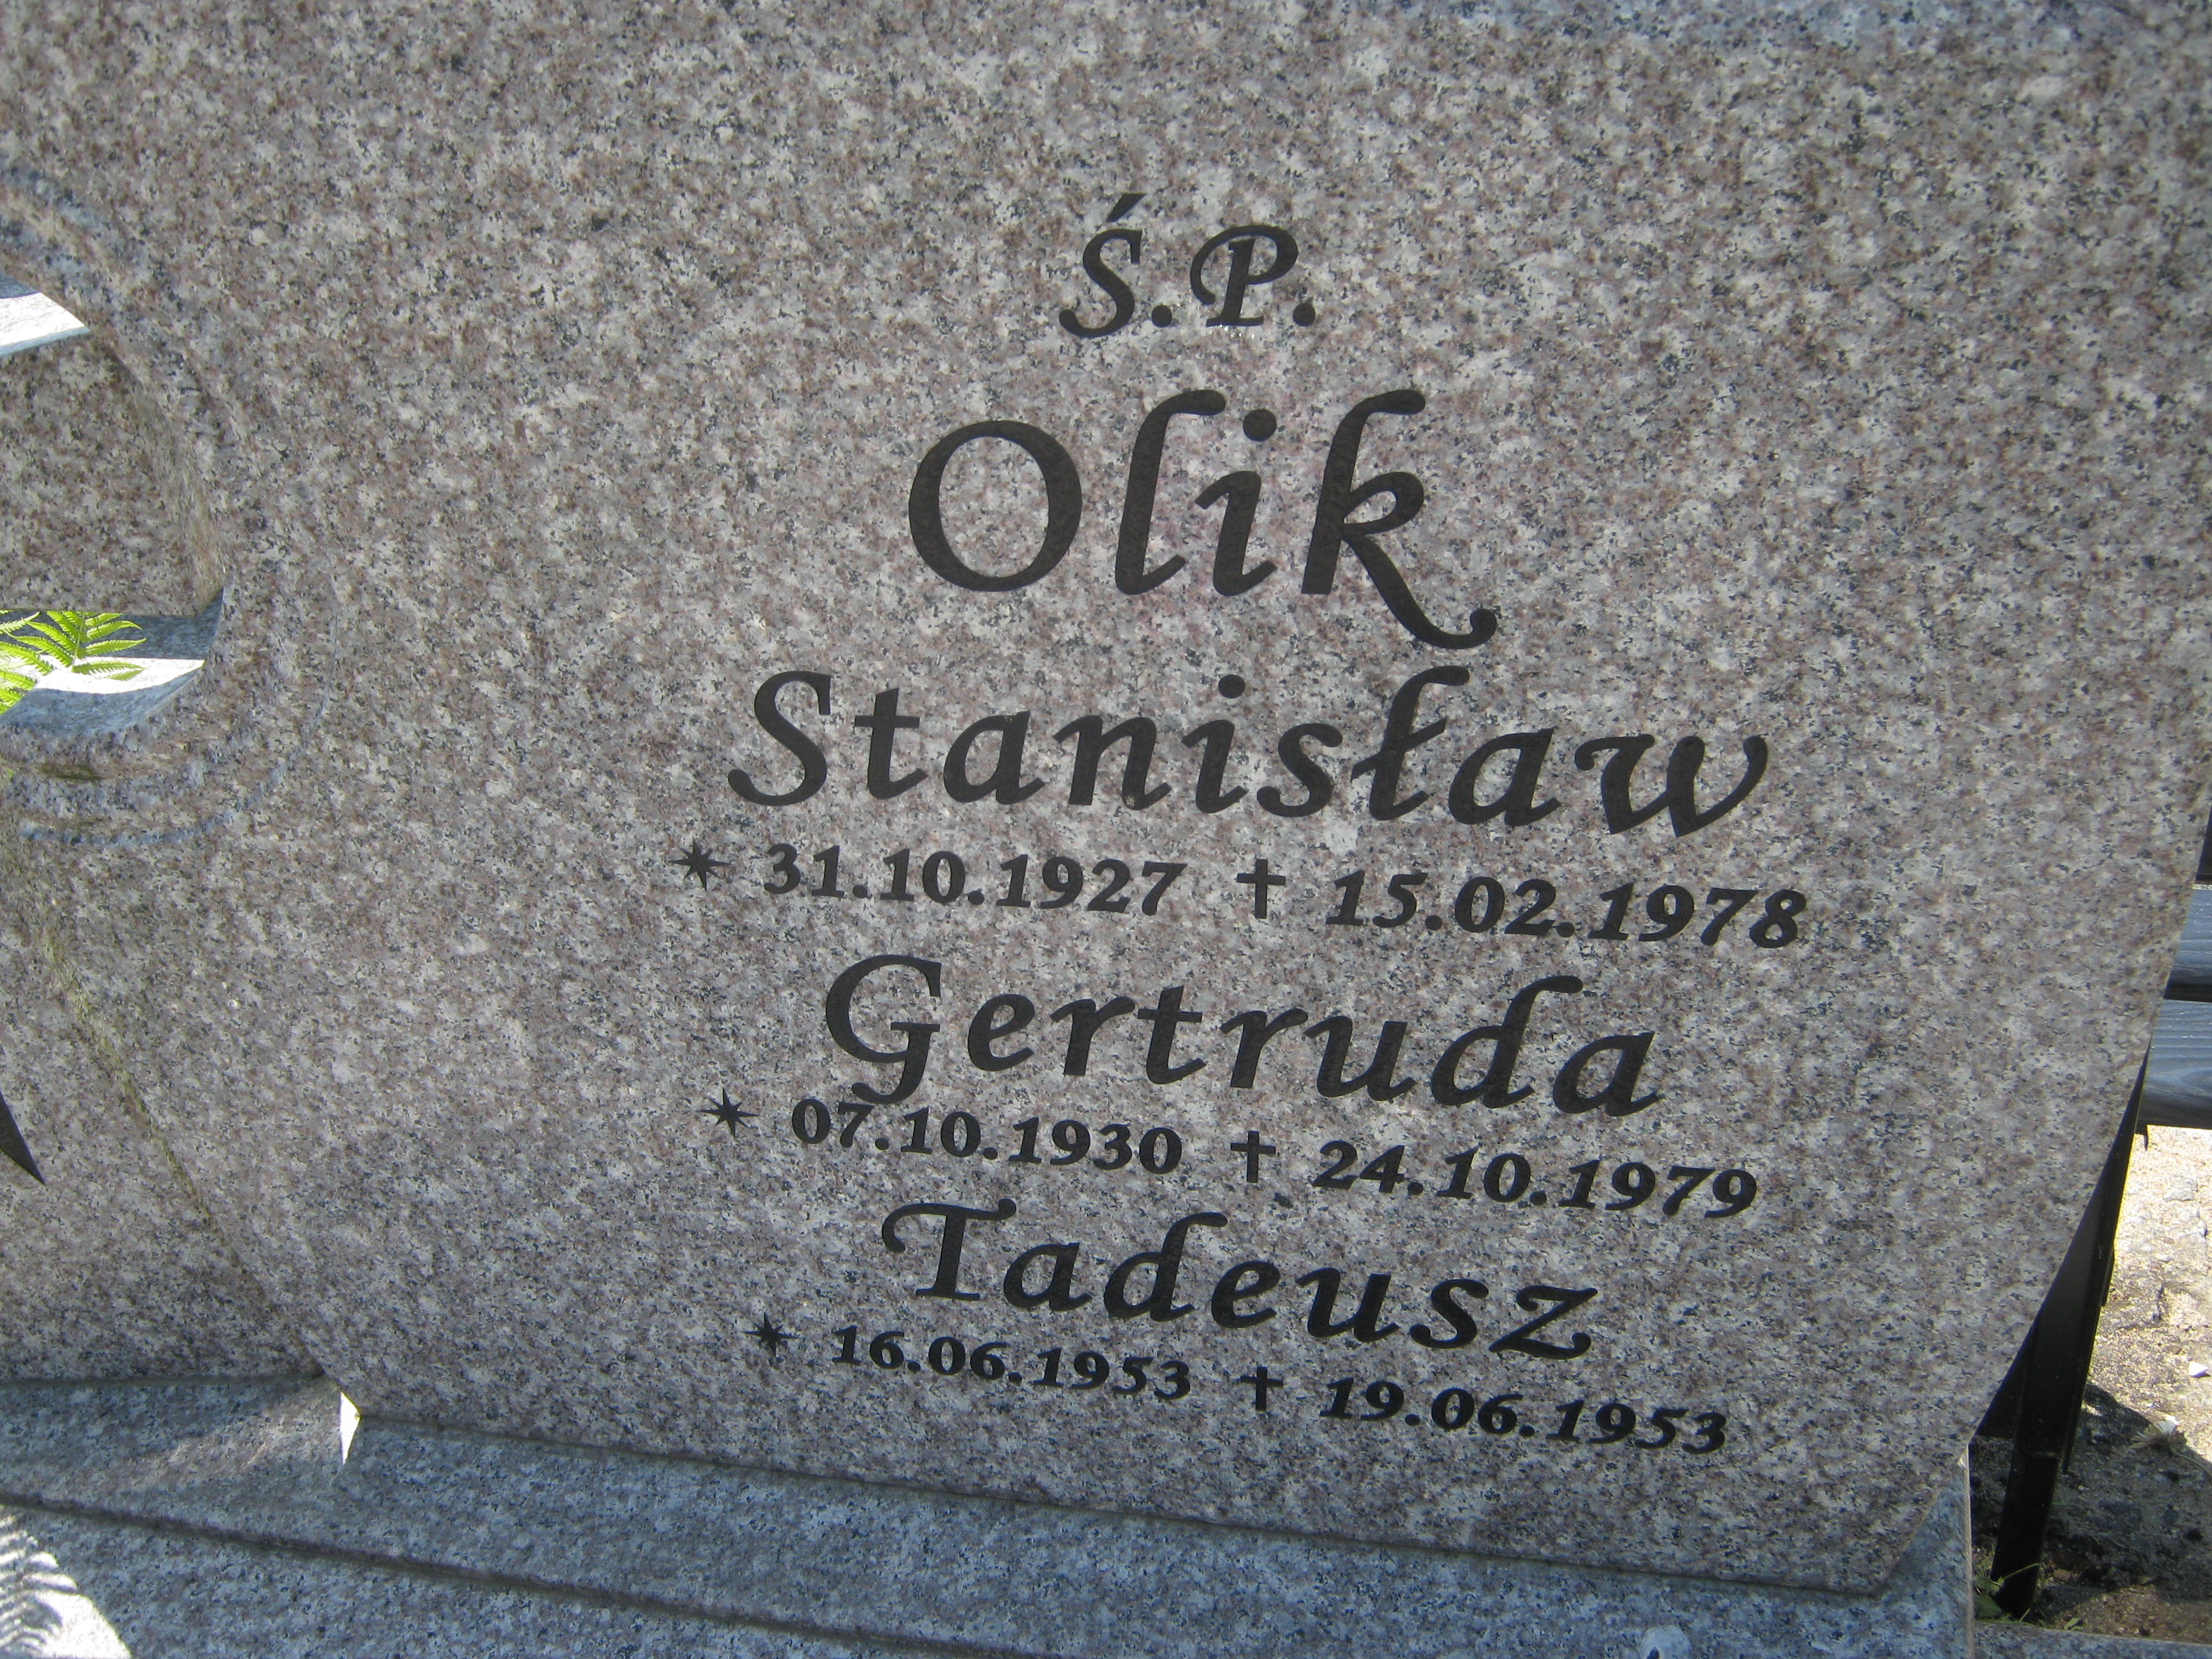 Ś.P.
Olik
Stanisław
* 31.10.1927 † 15.02.1978
Gertruda
* 07.10.1930 † 24.10.1979
Tadeusz
* 16.06.1953 † 19.06.1953